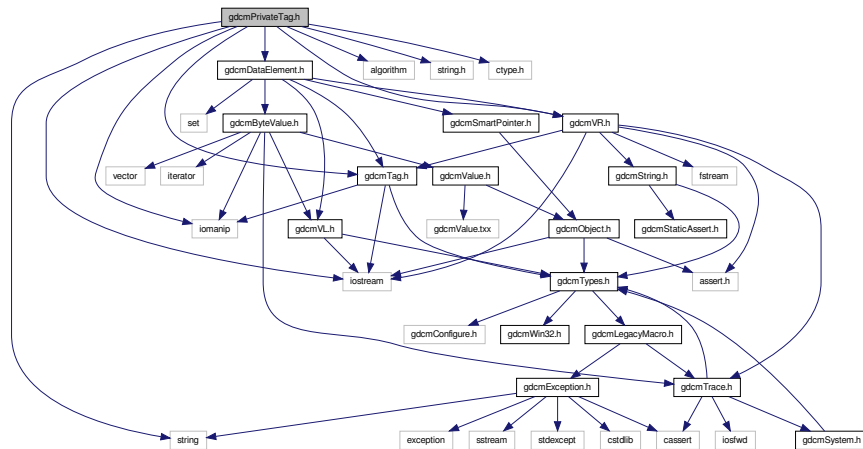 gdcmPrivateTag.h
gdcmDataElement.h
algorithm
string.h
ctype.h
set
gdcmByteValue.h
gdcmSmartPointer.h
gdcmVR.h
vector
iterator
gdcmTag.h
gdcmValue.h
gdcmString.h
fstream
iomanip
gdcmVL.h
gdcmValue.txx
gdcmObject.h
gdcmStaticAssert.h
iostream
gdcmTypes.h
assert.h
gdcmConfigure.h
gdcmWin32.h
gdcmLegacyMacro.h
gdcmException.h
gdcmTrace.h
string
exception
sstream
stdexcept
cstdlib
cassert
iosfwd
gdcmSystem.h